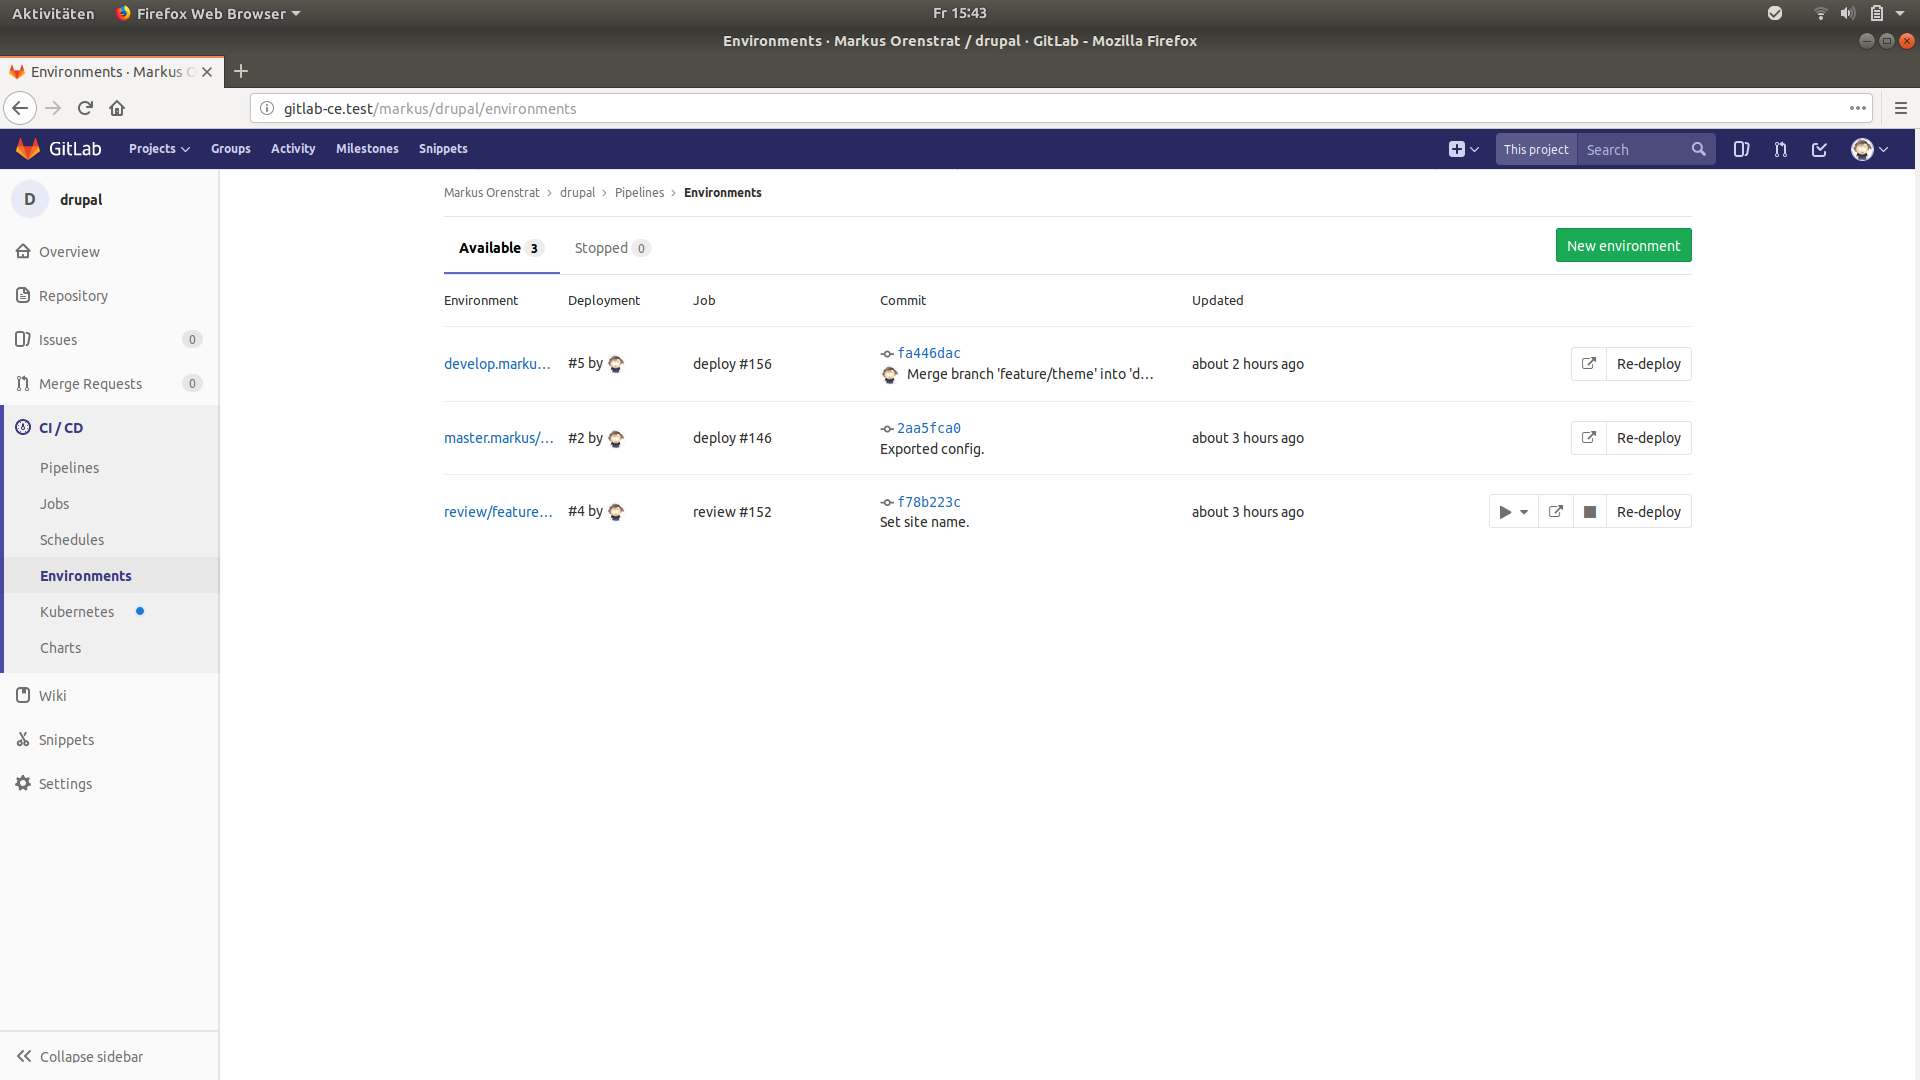 Aktivitäten Firefox Web Browser Fr 15:43
Environments · Markus Orenstrat / drupal · GitLab - Mozilla Firefox
Environments · Markus
gitlab-ce.test/markus/drupal/environments
GitLab Projects Groups Activity Milestones Snippets This project Search
D drupal
Overview
Repository
Issues 0
Merge Requests 0
CI / CD
Pipelines
Jobs
Schedules
Environments
Kubernetes
Charts
Wiki
Snippets
Settings
Collapse sidebar
Markus Orenstrat > drupal > Pipelines > Environments
Available 3 Stopped 0 New environment
Environment Deployment Job Commit Updated
develop.marku... #5 by deploy #156 fa446dac about 2 hours ago Re-deploy
Merge branch 'feature/theme' into 'd...
master.markus/... #2 by deploy #146 2aa5fca0 about 3 hours ago Re-deploy
Exported config.
review/feature... #4 by review #152 f78b223c about 3 hours ago Re-deploy
Set site name.